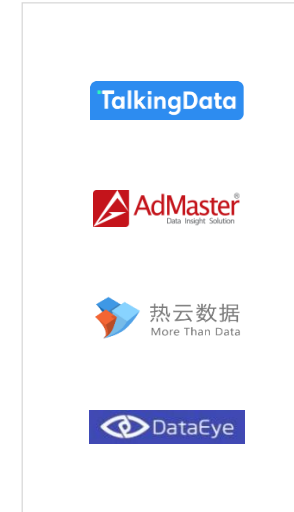 TalkingData
AdMaster®
Data Insight Solution
热云数据
More Than Data
DataEye